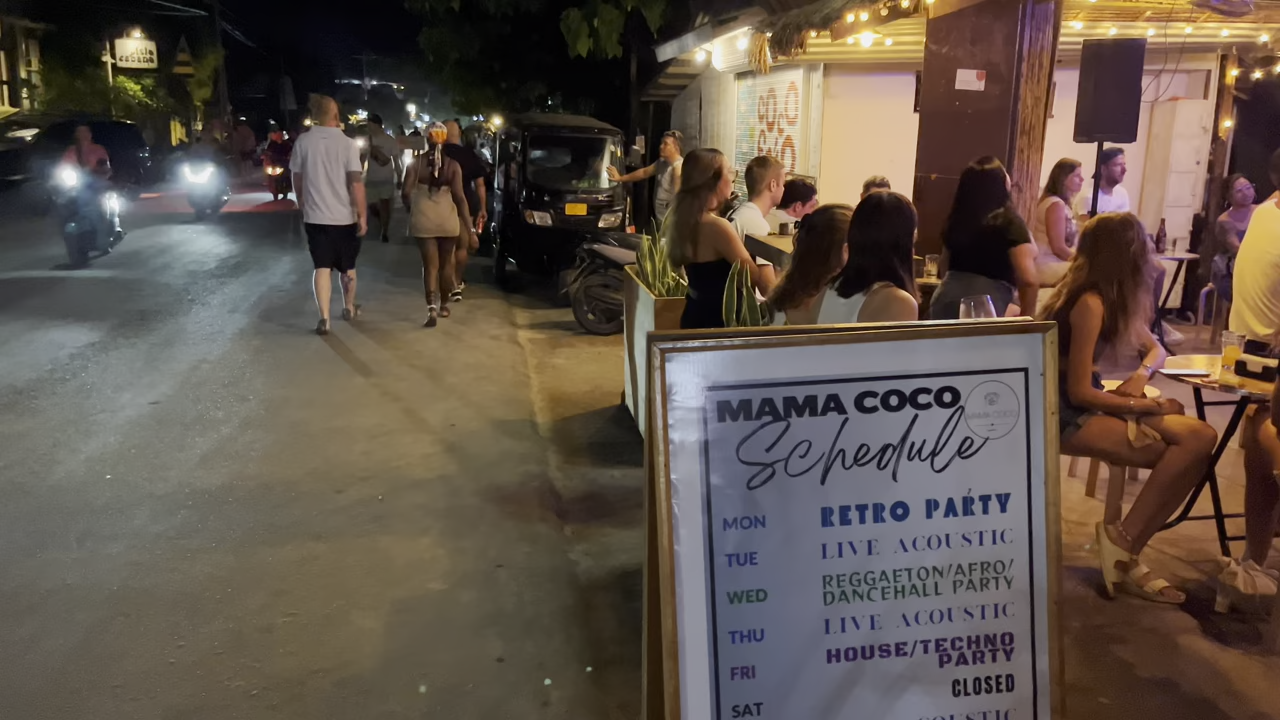 MAMA COCO
Schedule
MON RETRO PARTY
TUE LIVE ACOUSTIC
WED REGGAETON/AFRO/
DANCEHALL PARTY
THU LIVE ACOUSTIC
FRI HOUSE/TECHNO
PARTY
SAT CLOSED